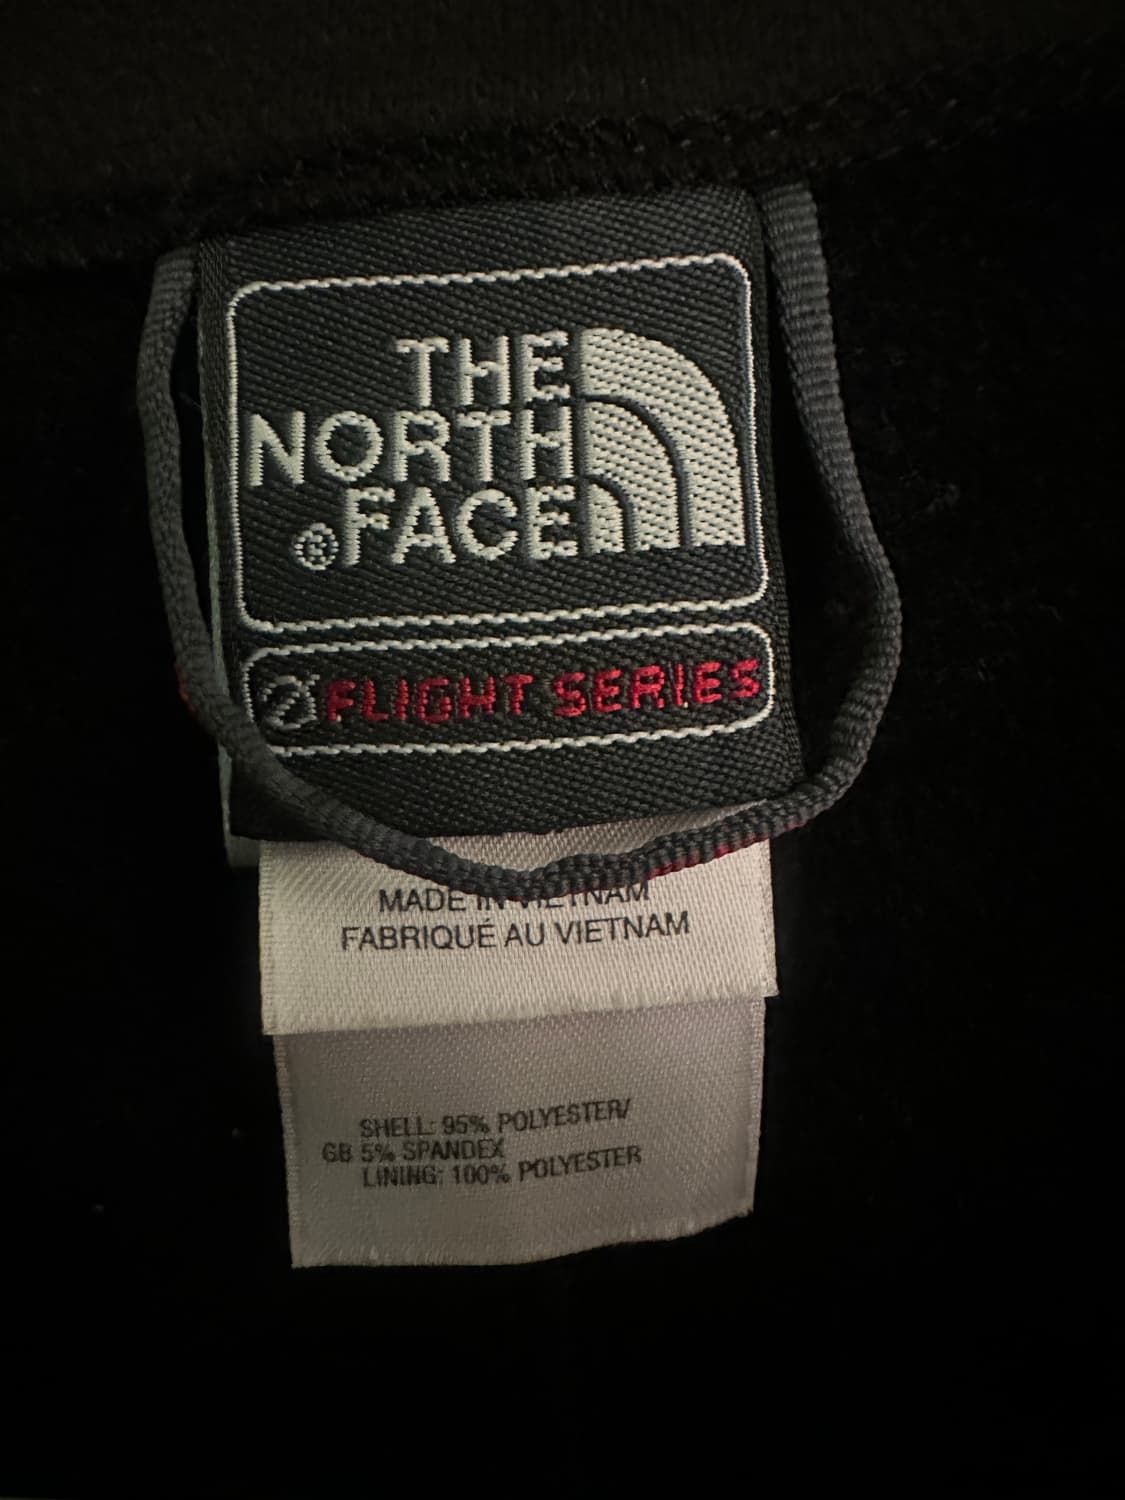 THE
NORTH
® FACE
FLIGHT SERIES
MADE IN VIETNAM
FABRIQUÉ AU VIETNAM
SHELL: 95% POLYESTER/
GB 5% SPANDEX
LINING: 100% POLYESTER